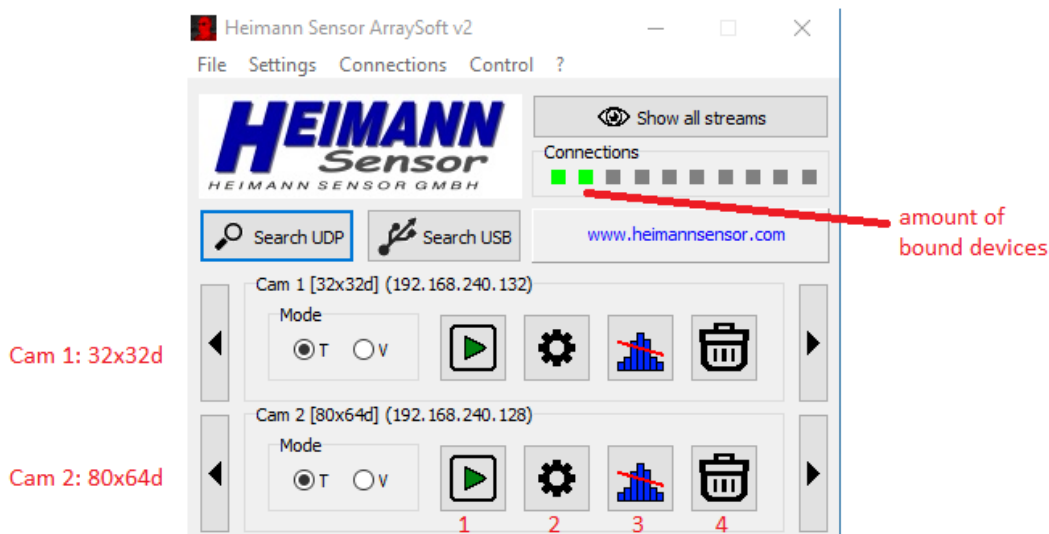 Heimann Sensor ArraySoft v2
File Settings Connections Control ?
HEIMANN
Sensor
HEIMANN SENSOR GMBH
Show all streams
Connections
amount of
bound devices
Search UDP
Search USB
www.heimannsensor.com
Cam 1 [32x32d] (192.168.240.132)
Mode
T V
Cam 1: 32x32d
Cam 2 [80x64d] (192.168.240.128)
Mode
T V
Cam 2: 80x64d
1 2 3 4